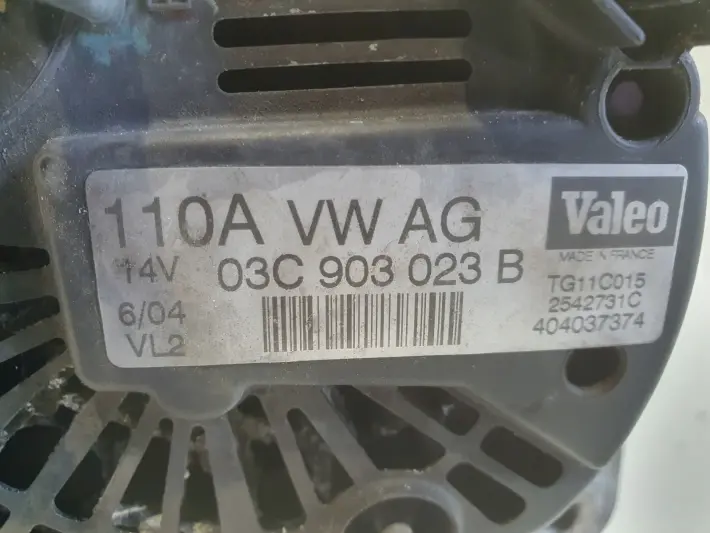 110A VW AG
14V 03C 903 023 B
6/04
VL2
Valeo
MADE IN FRANCE
TG11C015
2542731C
404037374